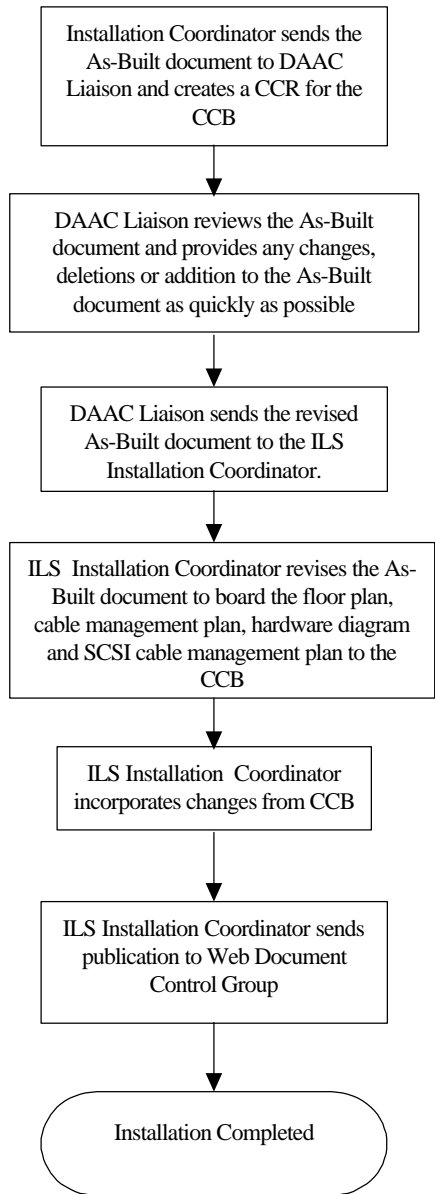 Installation Coordinator sends the
As-Built document to DAAC
Liaison and creates a CCR for the
CCB
DAAC Liaison reviews the As-Built
document and provides any changes,
deletions or addition to the As-Built
document as quickly as possible
DAAC Liaison sends the revised
As-Built document to the ILS
Installation Coordinator.
ILS Installation Coordinator revises the As-
Built document to board the floor plan,
cable management plan, hardware diagram
and SCSI cable management plan to the
CCB
ILS Installation Coordinator
incorporates changes from CCB
ILS Installation Coordinator sends
publication to Web Document
Control Group
Installation Completed